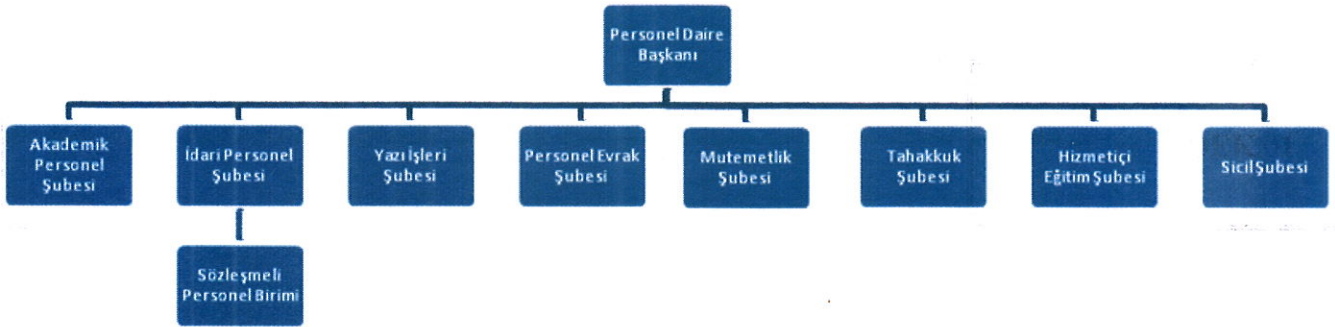 Personel Daire
Başkanı
Akademik
Personel
Şubesi
İdari Personel
Şubesi
Yazı İşleri
Şubesi
Personel Evrak
Şubesi
Mutemetlik
Şubesi
Tahakkuk
Şubesi
Hizmetiçi
Eğitim Şubesi
Sicil Şubesi
Sözleşmeli
Personel Birimi